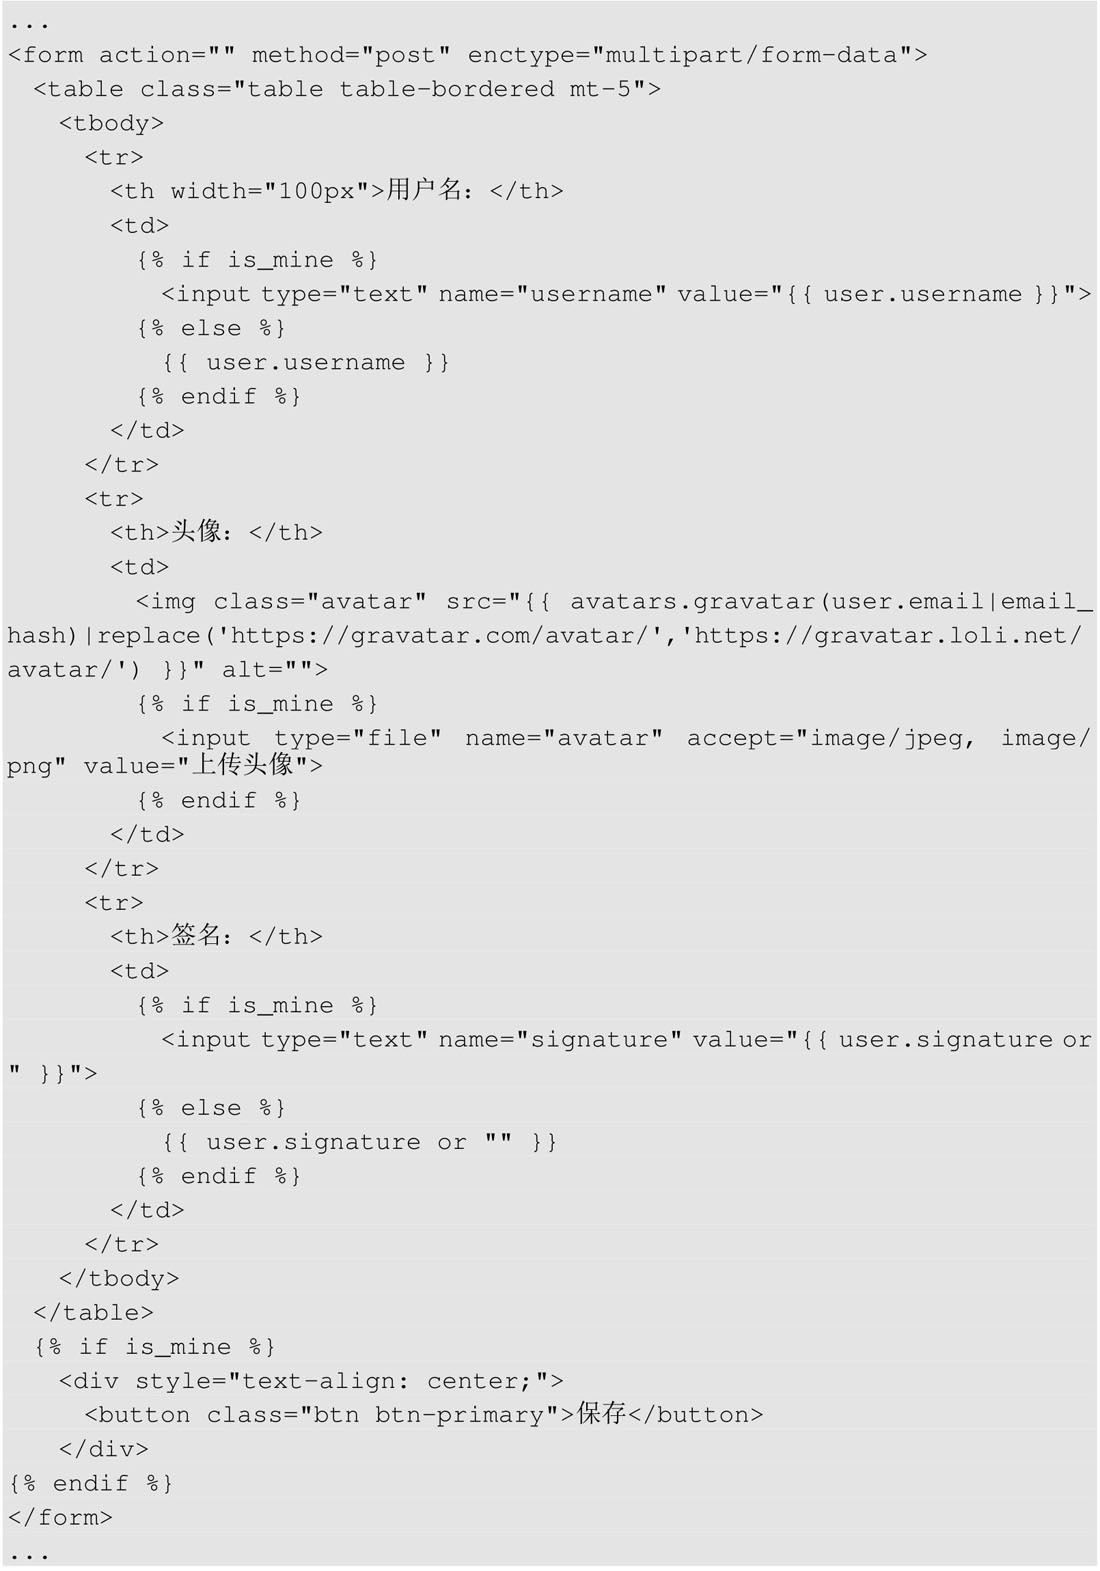 ...
<form action="" method="post" enctype="multipart/form-data">
  <table class="table table-bordered mt-5">
    <tbody>
      <tr>
        <th width="100px">用户名：</th>
        <td>
          {% if is_mine %}
            <input type="text" name="username" value="{{ user.username }}">
          {% else %}
            {{ user.username }}
          {% endif %}
        </td>
      </tr>
      <tr>
        <th>头像：</th>
        <td>
          <img class="avatar" src="{{ avatars.gravatar(user.email|email_
hash)|replace('https://gravatar.com/avatar/','https://gravatar.loli.net/
avatar/') }}" alt="">
          {% if is_mine %}
            <input type="file" name="avatar" accept="image/jpeg, image/
png" value="上传头像">
          {% endif %}
        </td>
      </tr>
      <tr>
        <th>签名：</th>
        <td>
          {% if is_mine %}
            <input type="text" name="signature" value="{{ user.signature or
" }}">
          {% else %}
            {{ user.signature or "" }}
          {% endif %}
        </td>
      </tr>
    </tbody>
  </table>
  {% if is_mine %}
    <div style="text-align: center;">
      <button class="btn btn-primary">保存</button>
    </div>
{% endif %}
</form>
...